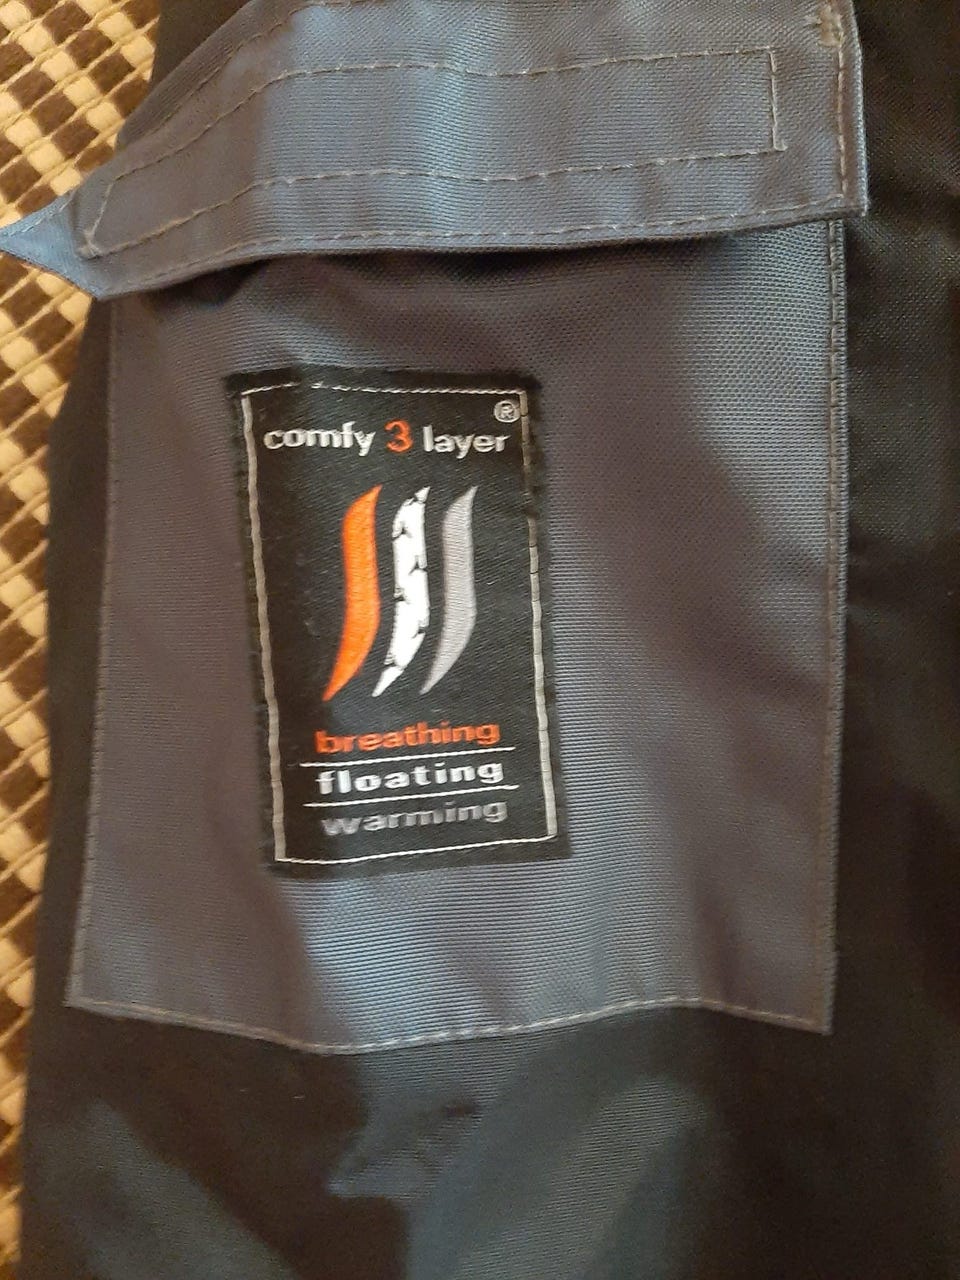 ®
comfy 3 layer
breathing
floating
warming